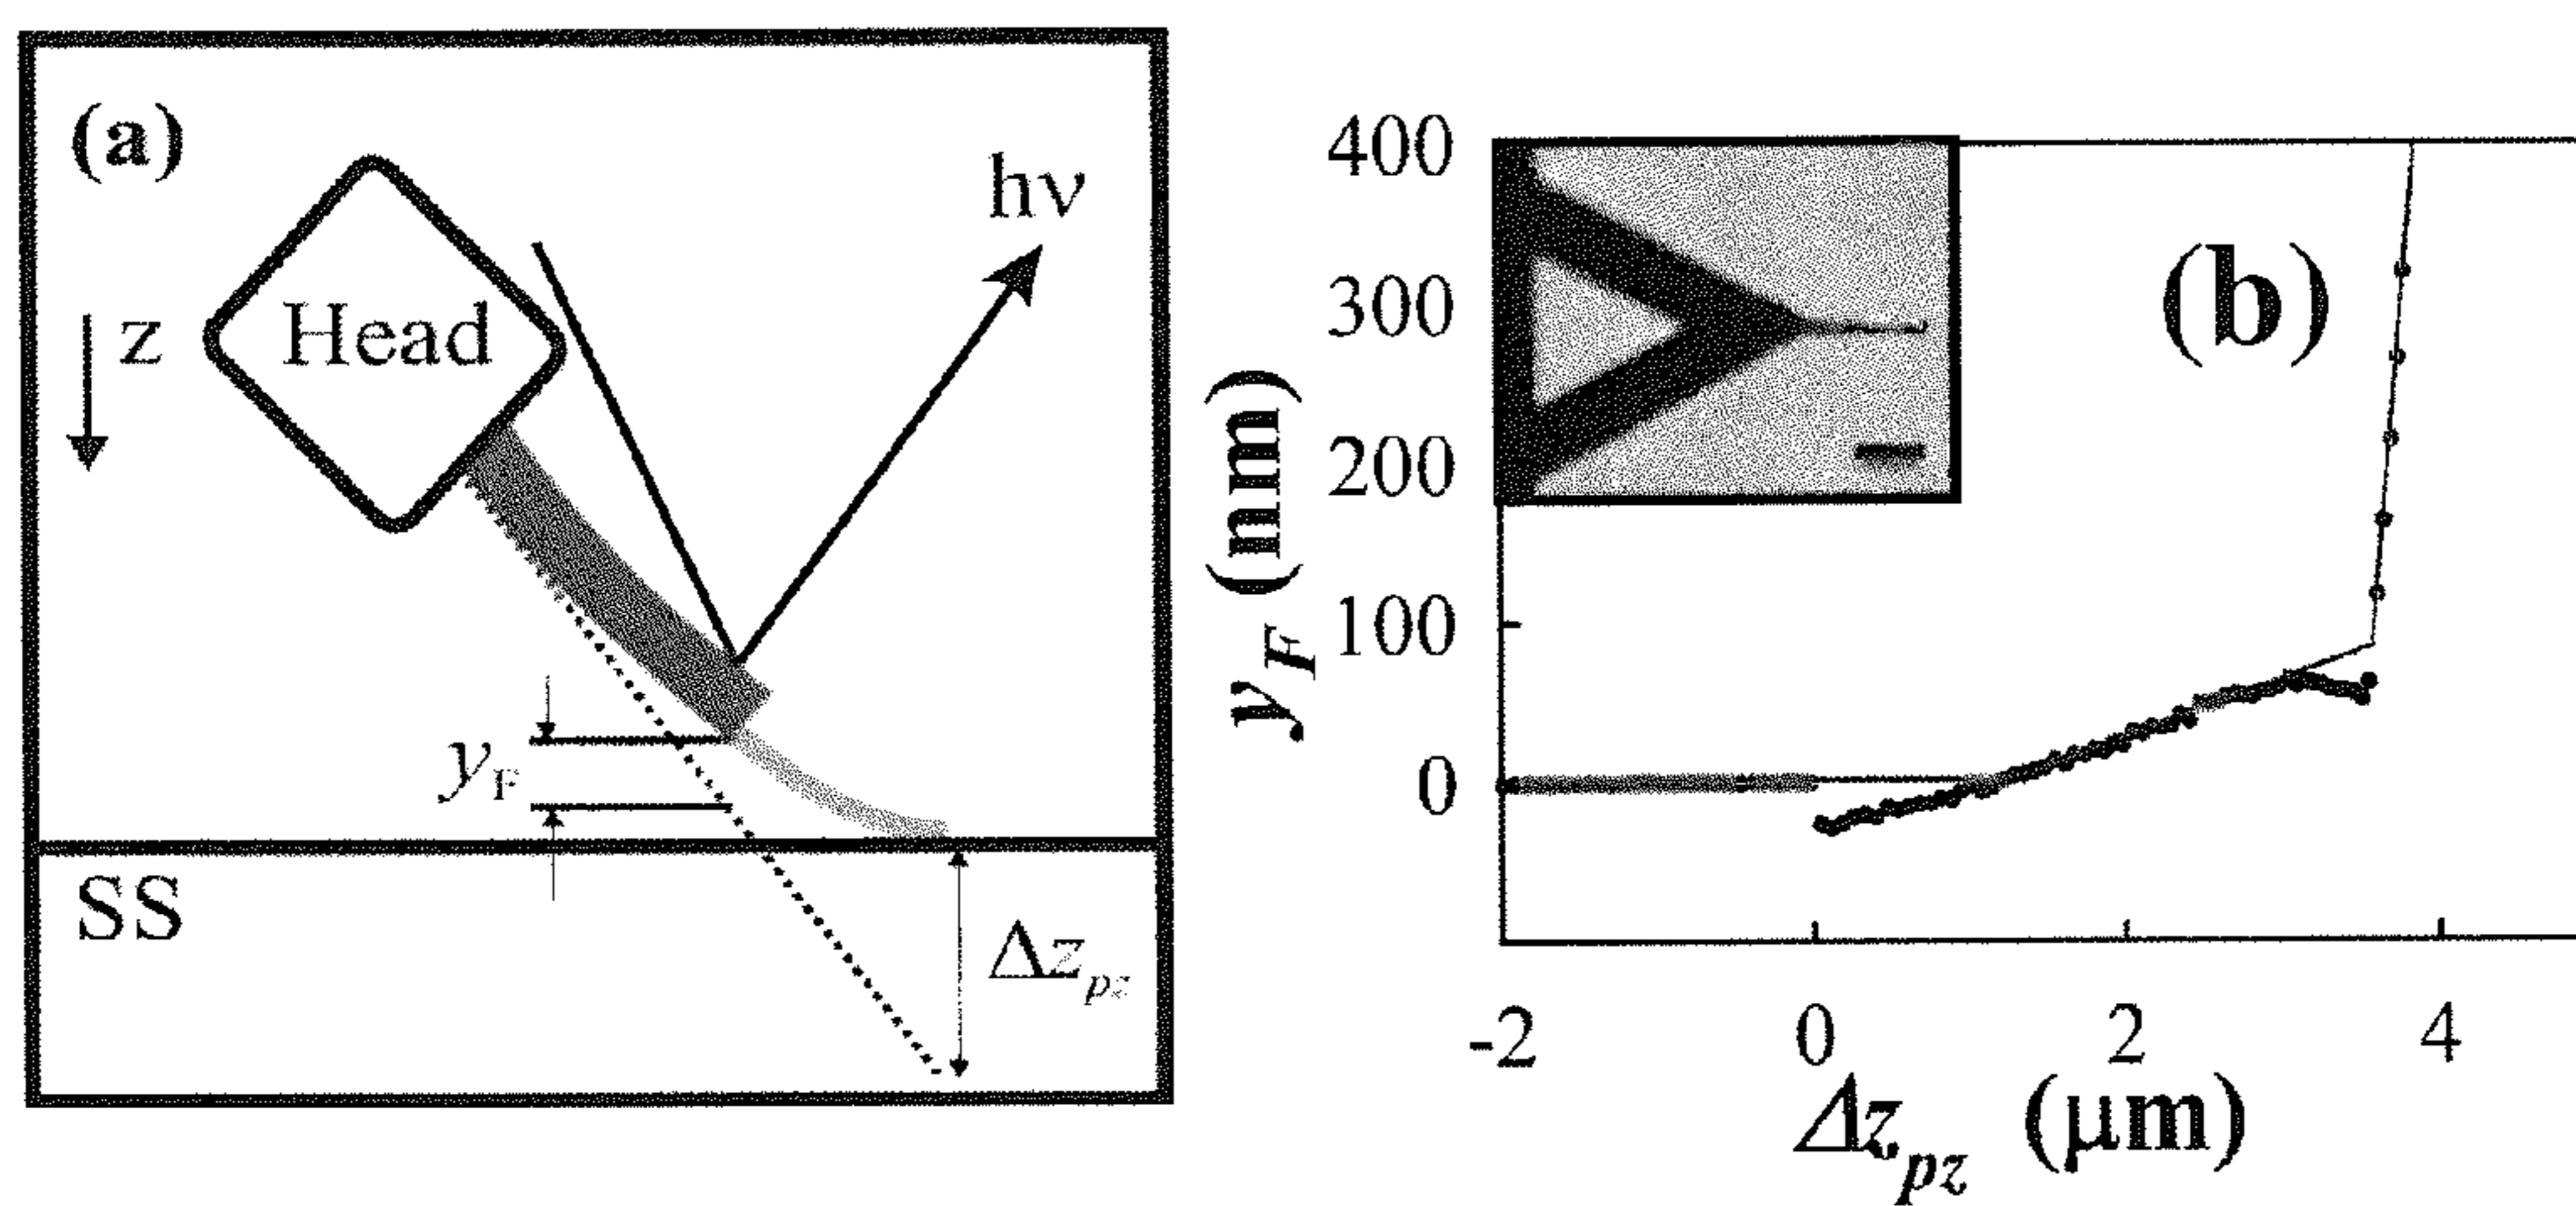 (a)
hν
Head
z
y_F
SS
Δz_pz
(b)
y_F (nm)
400
300
200
100
0
-2 0 2 4
Δz_pz (μm)